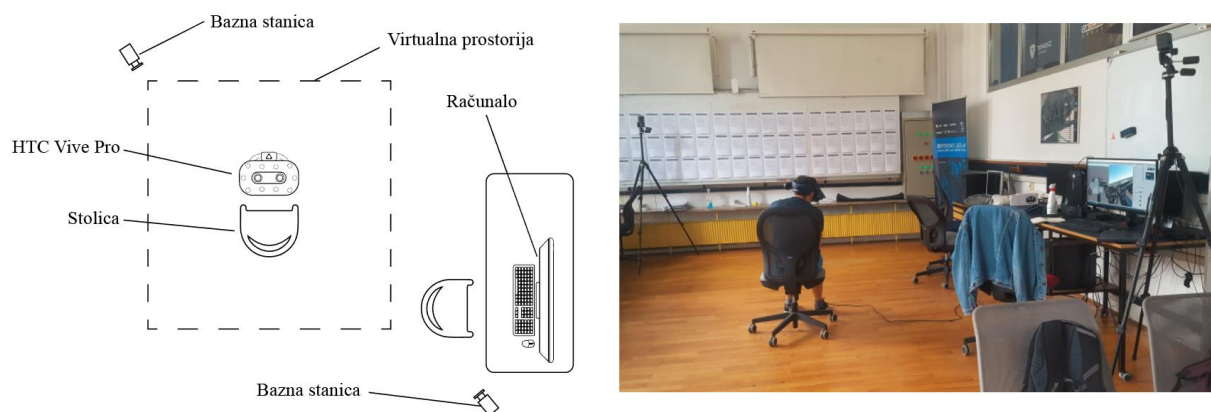 Bazna stanica
Virtualna prostorija
Računalo
HTC Vive Pro
Stolica
Bazna stanica